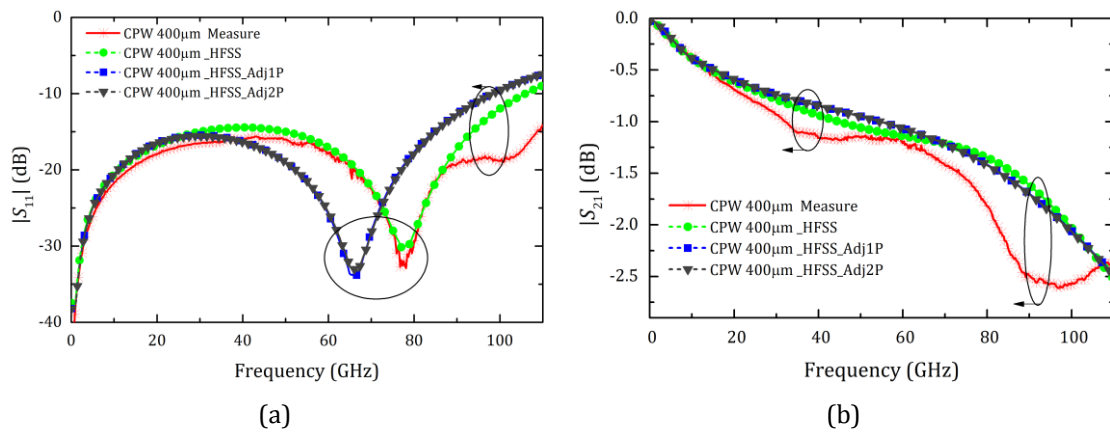 CPW 400μm Measure
CPW 400μm _HFSS
CPW 400μm _HFSS_Adj1P
CPW 400μm _HFSS_Adj2P
|S11| (dB)
-10
-20
-30
-40
0 20 40 60 80 100
Frequency (GHz)
(a)
0.0
-0.5
-1.0
-1.5
-2.0
-2.5
|S21| (dB)
CPW 400μm Measure
CPW 400μm _HFSS
CPW 400μm _HFSS_Adj1P
CPW 400μm _HFSS_Adj2P
0 20 40 60 80 100
Frequency (GHz)
(b)